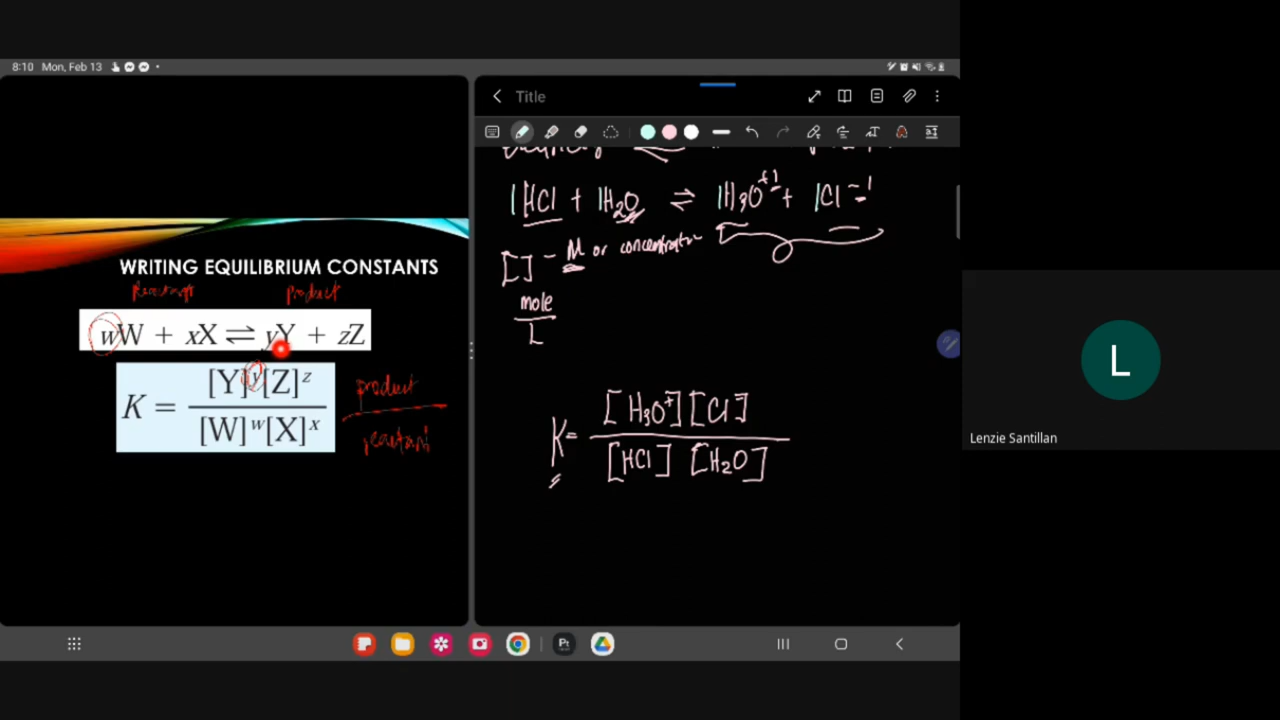 8:10 Mon, Feb 13
Title
WRITING EQUILIBRIUM CONSTANTS
Reactant product
wW + xX ⇌ yY + zZ
K = [Y]^y[Z]^z / [W]^w[X]^x
product
reactant
1HCl + 1H2O ⇌ 1H3O+1 + 1Cl-1
[ ] - M or concentration
mole
L
K = [H3O+][Cl-] / [HCl] [H2O]
Pt
L
Lenzie Santillan